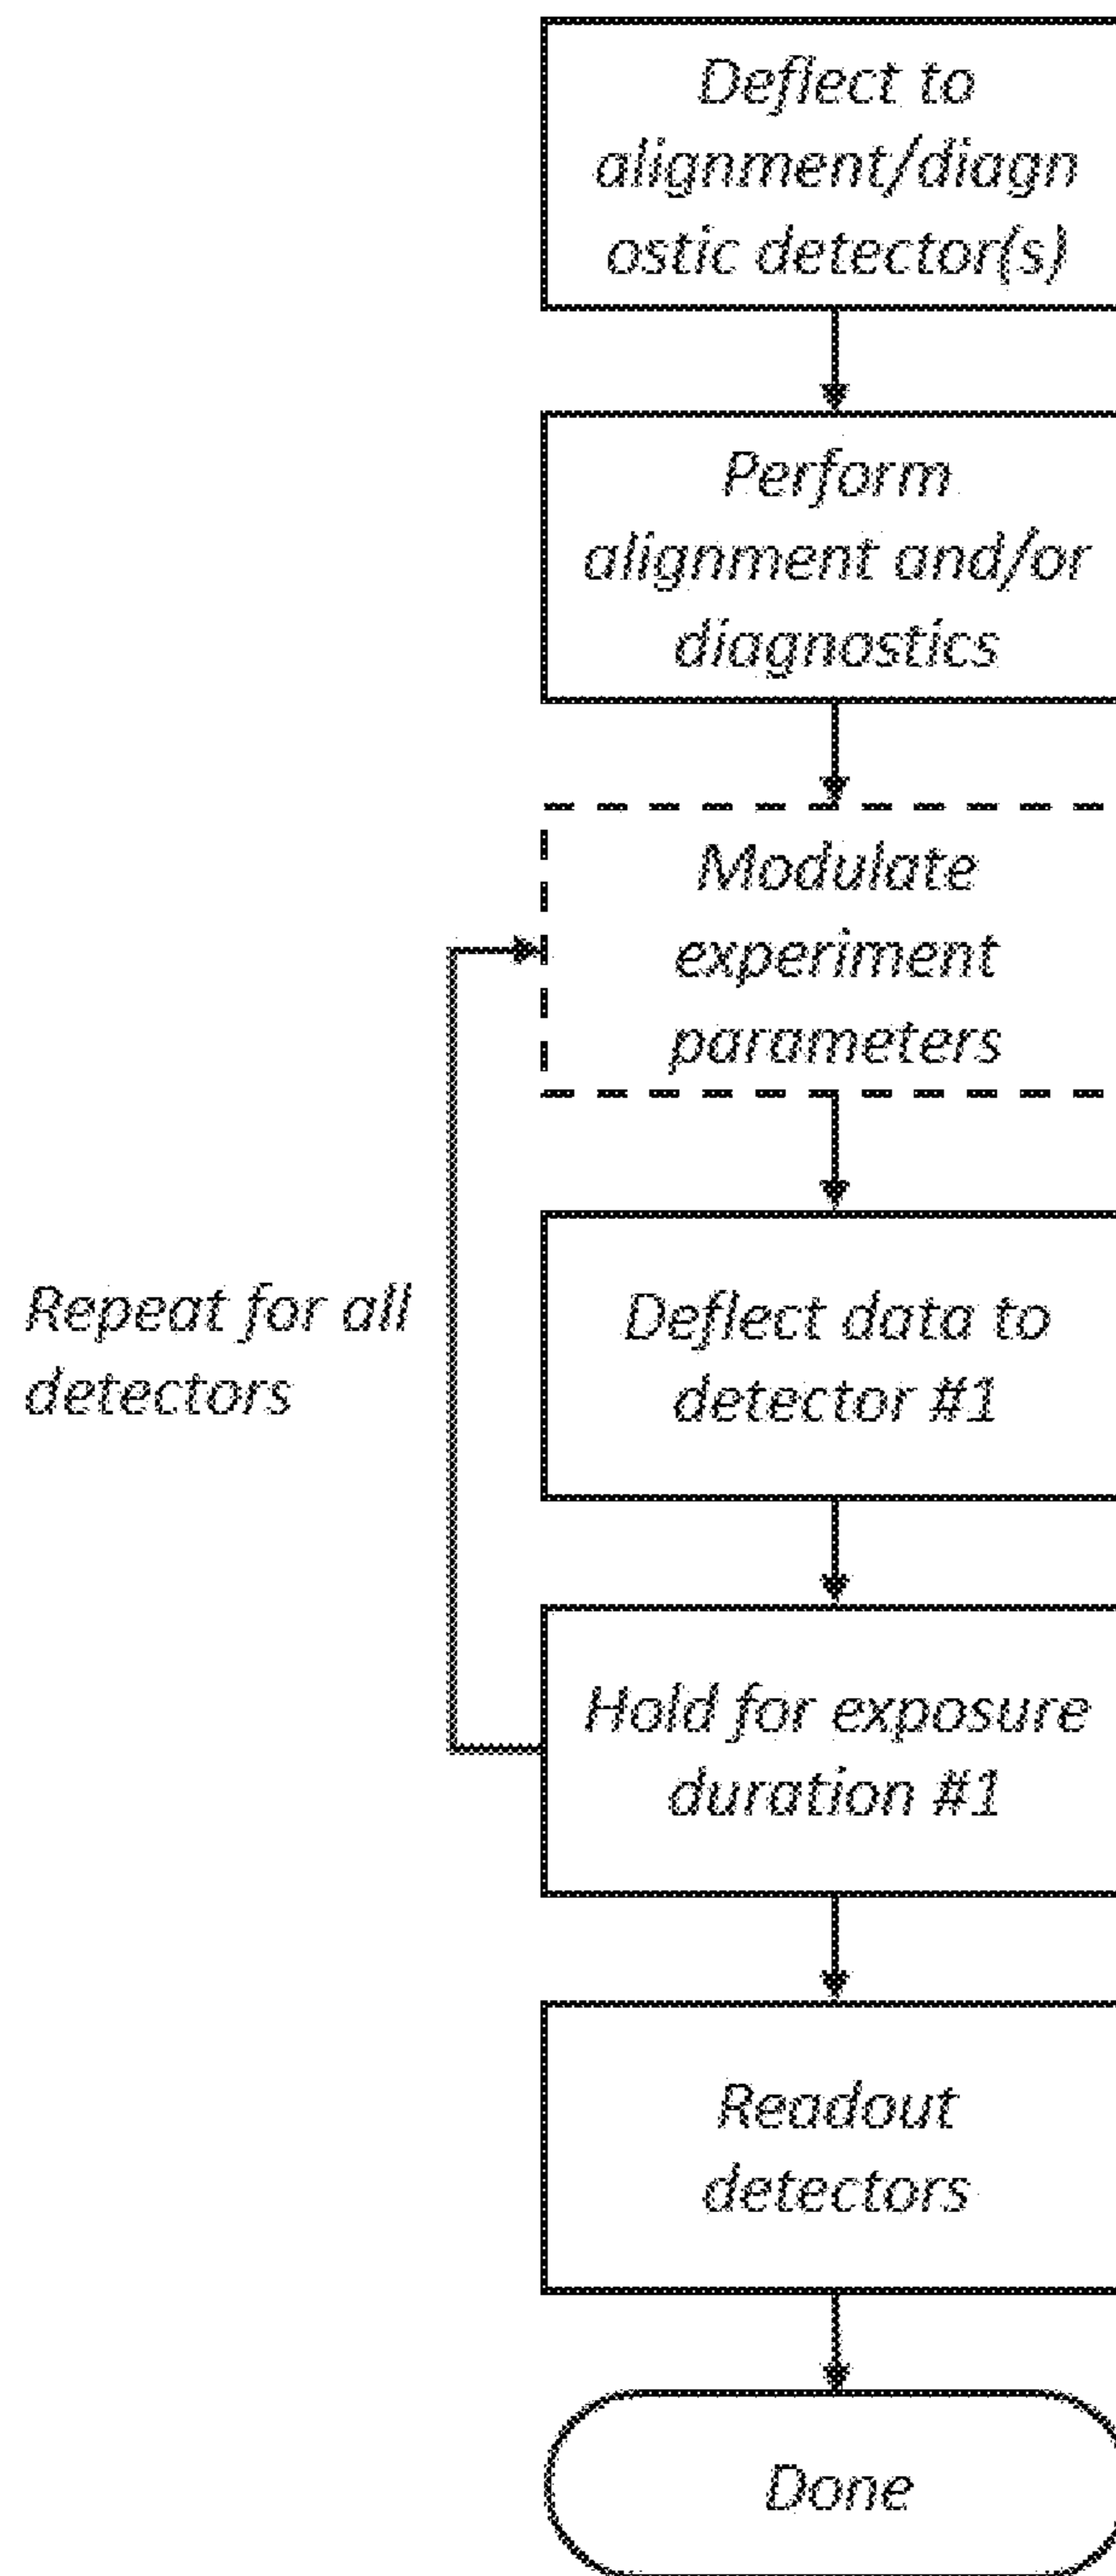 Deflect to
alignment/diagn
ostic detector(s)
Perform
alignment and/or
diagnostics
Modulate
experiment
parameters
Repeat for all
detectors
Deflect data to
detector #1
Hold for exposure
duration #1
Readout
detectors
Done